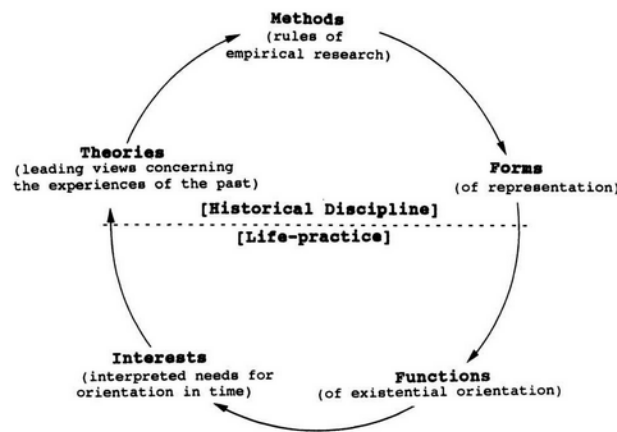 Methods
(rules of
empirical research)
Theories
(leading views concerning
the experiences of the past)
Forms
(of representation)
[Historical Discipline]
[Life-practice]
Interests
(interpreted needs for
orientation in time)
Functions
(of existential orientation)